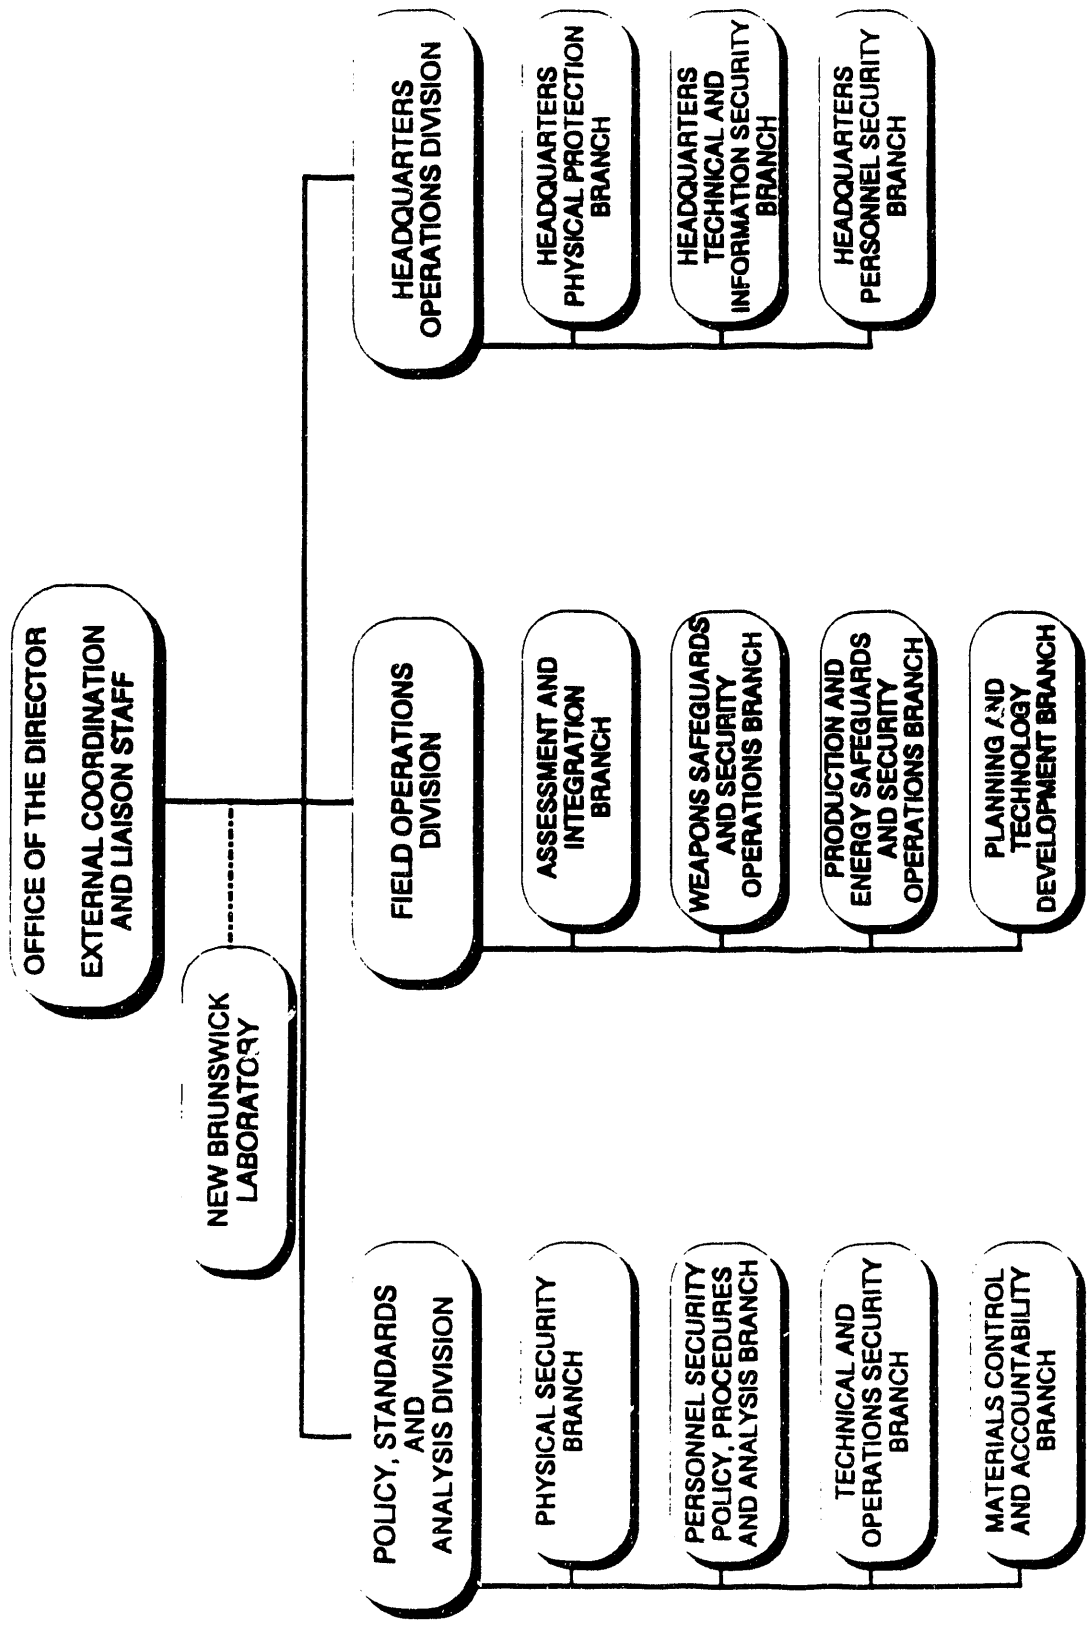 OFFICE OF THE DIRECTOR
EXTERNAL COORDINATION
AND LIAISON STAFF
NEW BRUNSWICK
LABORATORY
POLICY, STANDARDS
AND
ANALYSIS DIVISION
PHYSICAL SECURITY
BRANCH
PERSONNEL SECURITY
POLICY, PROCEDURES
AND ANALYSIS BRANCH
TECHNICAL AND
OPERATIONS SECURITY
BRANCH
MATERIALS CONTROL
AND ACCOUNTABILITY
BRANCH
FIELD OPERATIONS
DIVISION
ASSESSMENT AND
INTEGRATION
BRANCH
WEAPONS SAFEGUARDS
AND SECURITY
OPERATIONS BRANCH
PRODUCTION AND
ENERGY SAFEGUARDS
AND SECURITY
OPERATIONS BRANCH
PLANNING AND
TECHNOLOGY
DEVELOPMENT BRANCH
HEADQUARTERS
OPERATIONS DIVISION
HEADQUARTERS
PHYSICAL PROTECTION
BRANCH
HEADQUARTERS
TECHNICAL AND
INFORMATION SECURITY
BRANCH
HEADQUARTERS
PERSONNEL SECURITY
BRANCH